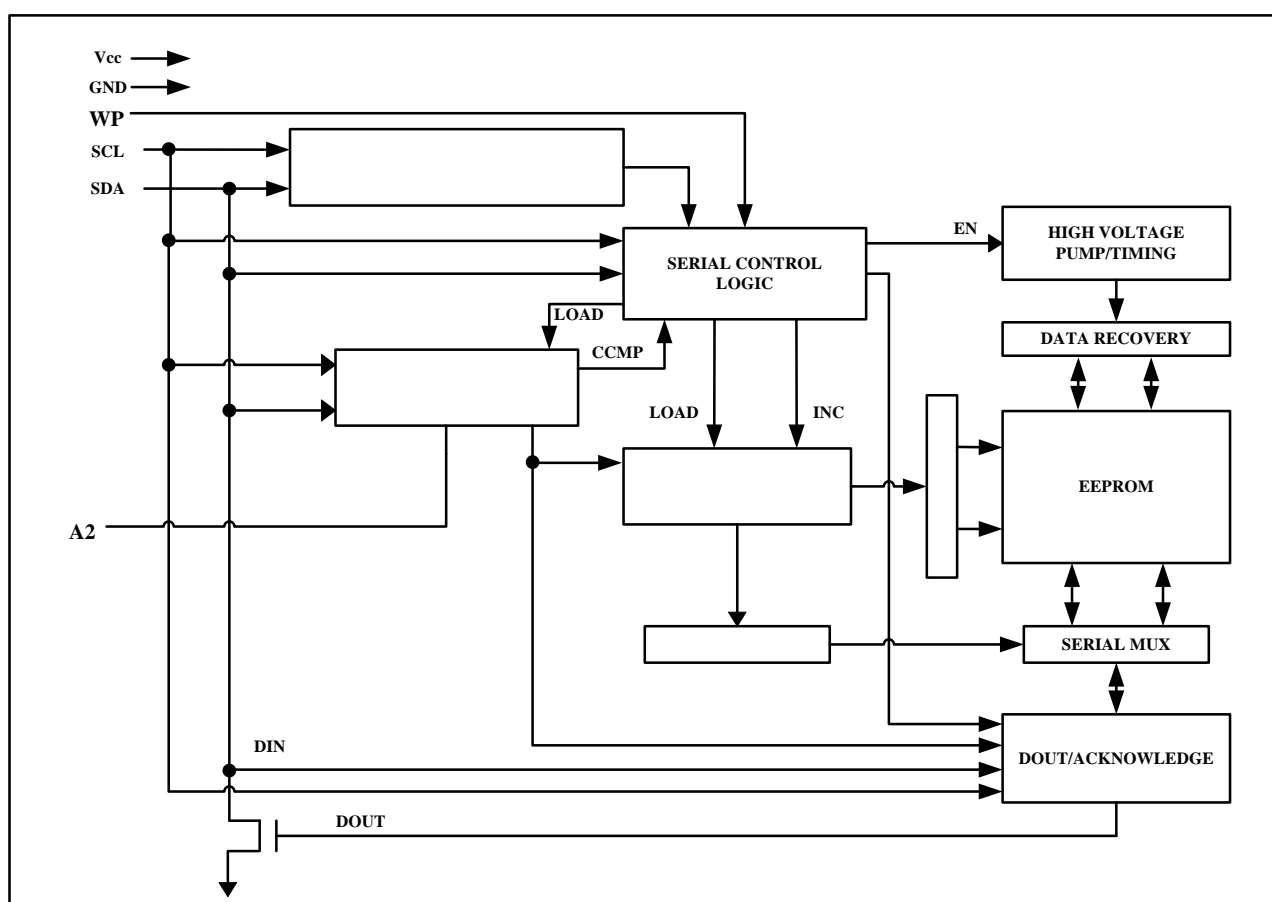 Vcc
GND
WP
SCL
SDA
EN
HIGH VOLTAGE
PUMP/TIMING
SERIAL CONTROL
LOGIC
LOAD
DATA RECOVERY
CCMP
LOAD
INC
EEPROM
A2
SERIAL MUX
DIN
DOUT/ACKNOWLEDGE
DOUT